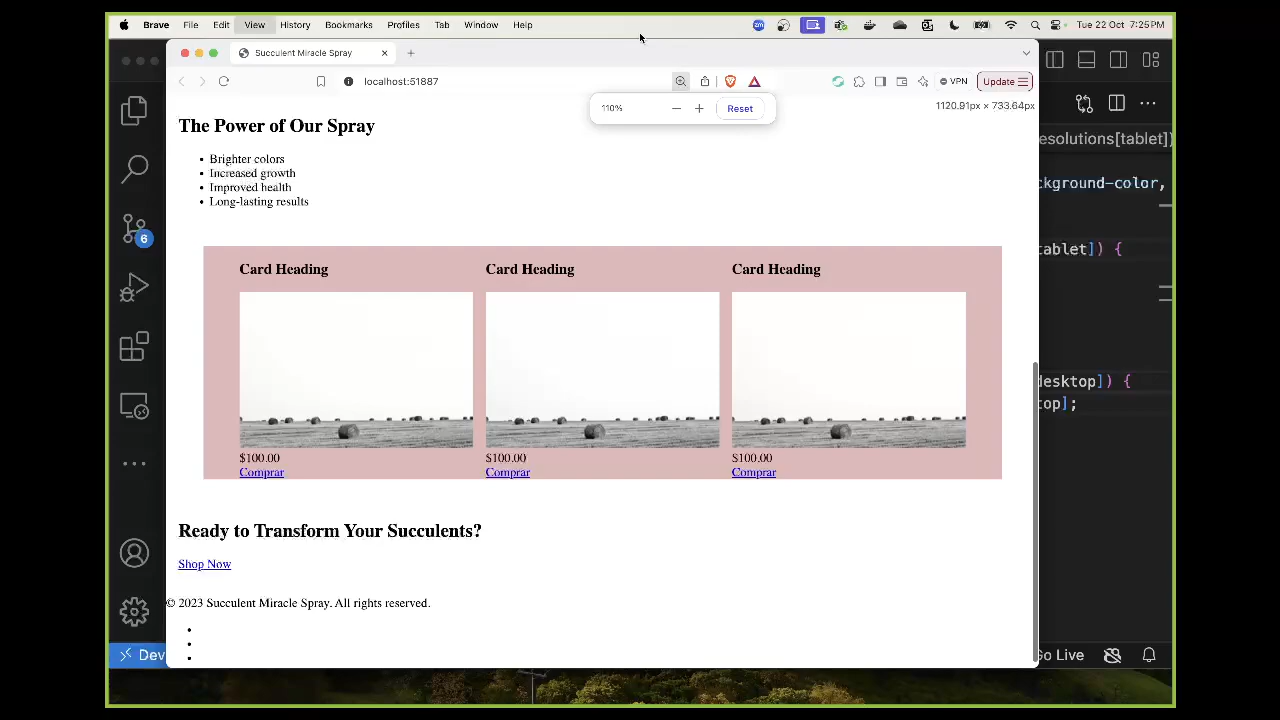 Brave File Edit View History Bookmarks Profiles Tab Window Help
zm
Tue 22 Oct 7:25 PM
Succulent Miracle Spray
localhost:51887
VPN
Update
110%
Reset
1120.91px × 733.64px
The Power of Our Spray
Brighter colors
Increased growth
Improved health
Long-lasting results
Card Heading Card Heading Card Heading
$100.00 $100.00 $100.00
Comprar Comprar Comprar
Ready to Transform Your Succulents?
Shop Now
© 2023 Succulent Miracle Spray. All rights reserved.
6
Dev
esolutions[tablet])
ckground-color,
tablet]) {
desktop]) {
top];
Go Live